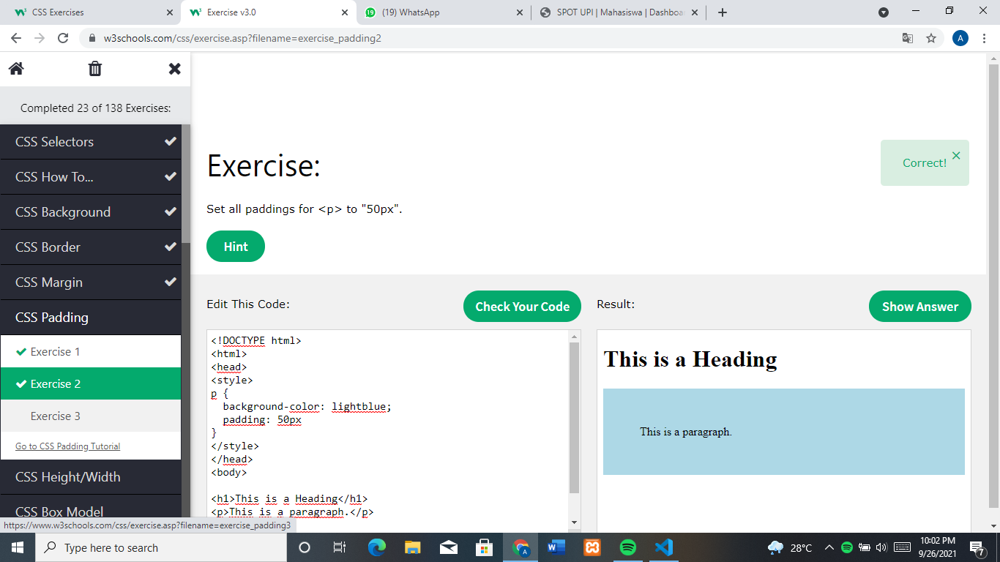 CSS Exercises
Exercise v3.0
19
(19) WhatsApp
SPOT UPI | Mahasiswa | Dashboa
w3schools.com/css/exercise.asp?filename=exercise_padding2
A
Completed 23 of 138 Exercises:
CSS Selectors
CSS How To...
CSS Background
CSS Border
CSS Margin
CSS Padding
Exercise 1
Exercise 2
Exercise 3
Go to CSS Padding Tutorial
CSS Height/Width
CSS Box Model
https://www.w3schools.com/css/exercise.asp?filename=exercise_padding3
Exercise:
Correct!
Set all paddings for <p> to "50px".
Hint
Edit This Code:
Check Your Code
<!DOCTYPE html>
<html>
<head>
<style>
p {
  background-color: lightblue;
  padding: 50px
}
</style>
</head>
<body>
<h1>This is a Heading</h1>
<p>This is a paragraph.</p>
Result:
Show Answer
This is a Heading
This is a paragraph.
Type here to search
A
28°C
10:02 PM
9/26/2021
7